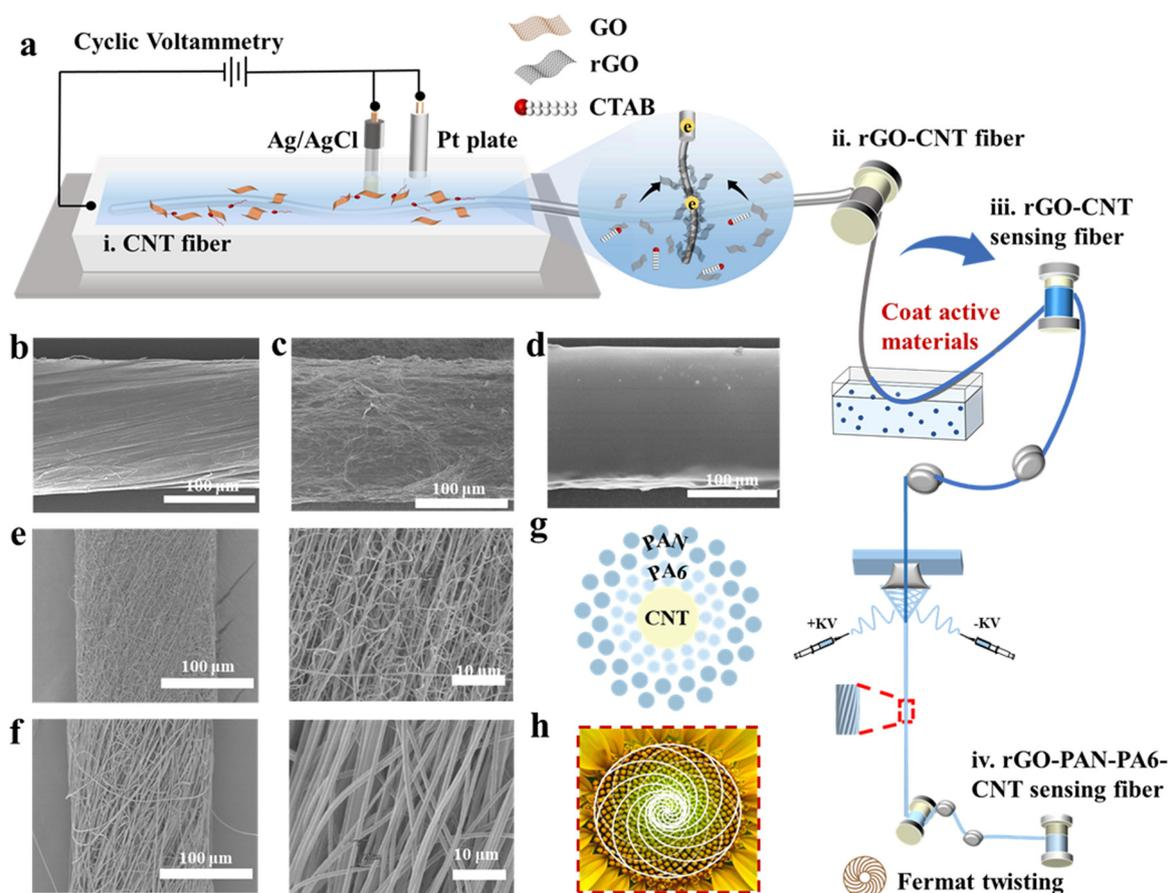 a
Cyclic Voltammetry
GO
rGO
CTAB
Ag/AgCl
Pt plate
e
e
i. CNT fiber
ii. rGO-CNT fiber
iii. rGO-CNT
sensing fiber
Coat active
materials
b
100 μm
c
100 μm
d
100 μm
e
100 μm
10 μm
f
100 μm
10 μm
g
PAN
PA6
CNT
h
+KV
-KV
iv. rGO-PAN-PA6-
CNT sensing fiber
Fermat twisting